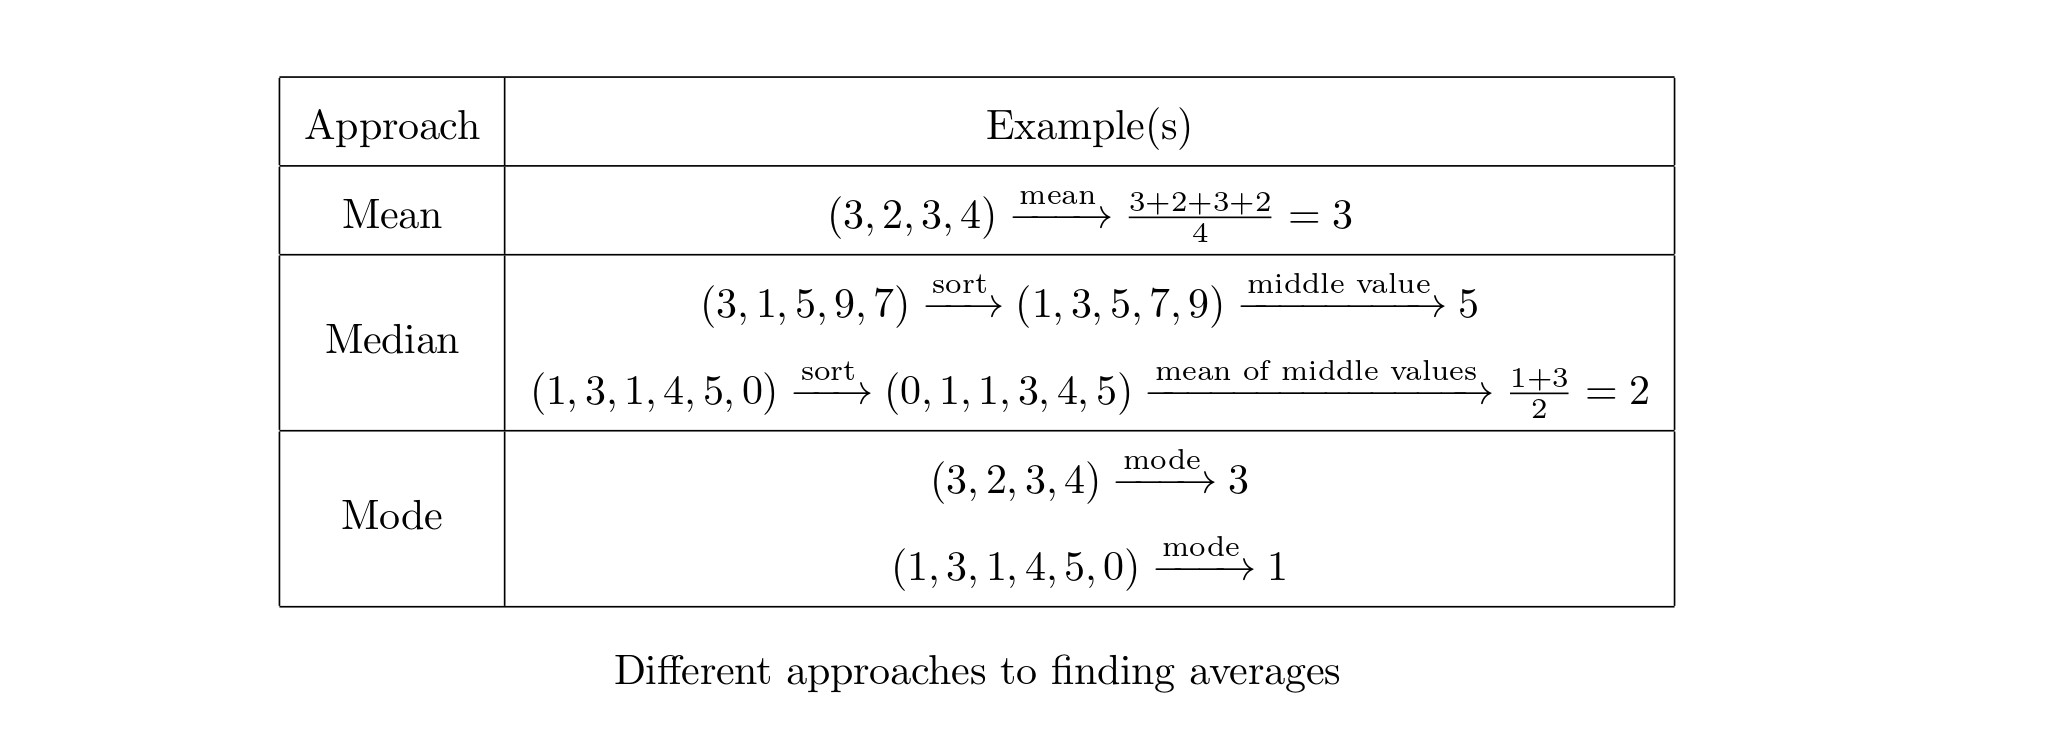 Approach Example(s)
Mean (3, 2, 3, 4) \xrightarrow{\text{mean}} \frac{3+2+3+2}{4} = 3
(3, 1, 5, 9, 7) \xrightarrow{\text{sort}} (1, 3, 5, 7, 9) \xrightarrow{\text{middle value}} 5
Median
(1, 3, 1, 4, 5, 0) \xrightarrow{\text{sort}} (0, 1, 1, 3, 4, 5) \xrightarrow{\text{mean of middle values}} \frac{1+3}{2} = 2
(3, 2, 3, 4) \xrightarrow{\text{mode}} 3
Mode
(1, 3, 1, 4, 5, 0) \xrightarrow{\text{mode}} 1
Different approaches to finding averages